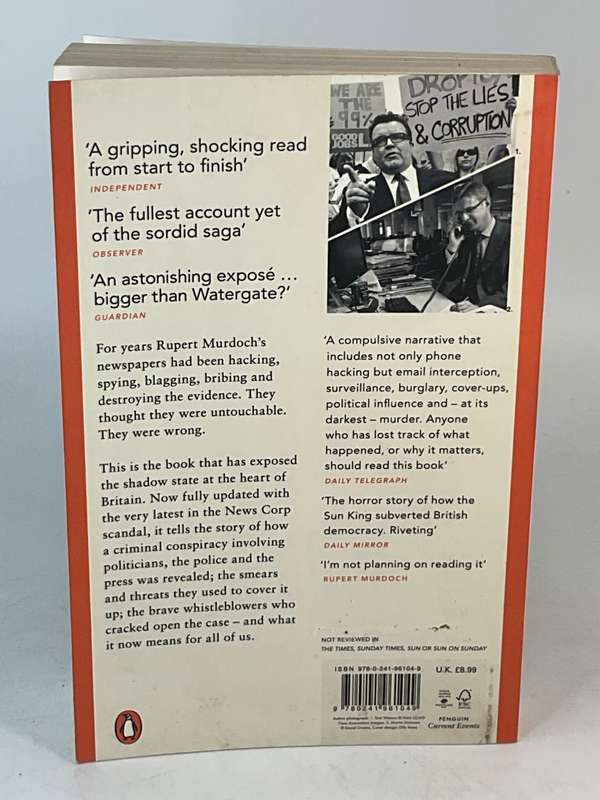 'A gripping, shocking read
from start to finish'
INDEPENDENT
'The fullest account yet
of the sordid saga'
OBSERVER
'An astonishing exposé ...
bigger than Watergate?'
GUARDIAN
For years Rupert Murdoch's
newspapers had been hacking,
spying, blagging, bribing and
destroying the evidence. They
thought they were untouchable.
They were wrong.
This is the book that has exposed
the shadow state at the heart of
Britain. Now fully updated with
the very latest in the News Corp
scandal, it tells the story of how
a criminal conspiracy involving
politicians, the police and the
press was revealed; the smears
and threats they used to cover it
up; the brave whistleblowers who
cracked open the case – and what
it now means for all of us.
WE ARE
THE
99%
GOOD
JOBS
DROP
STOP THE LIES
& CORRUPTION
1.
2.
'A compulsive narrative that
includes not only phone
hacking but email interception,
surveillance, burglary, cover-ups,
political influence and – at its
darkest – murder. Anyone
who has lost track of what
happened, or why it matters,
should read this book'
DAILY TELEGRAPH
'The horror story of how the
Sun King subverted British
democracy. Riveting'
DAILY MIRROR
'I'm not planning on reading it'
RUPERT MURDOCH
NOT REVIEWED IN
THE TIMES, SUNDAY TIMES, SUN OR SUN ON SUNDAY
ISBN 978-0-241-96104-9
9 780241 961049
U.K. £8.99
FSC
PENGUIN
Current Events